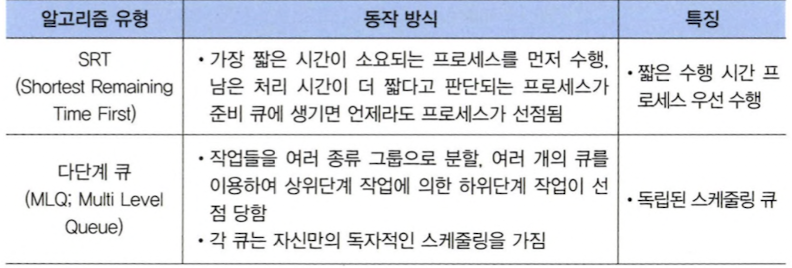 알고리즘 유형
동작 방식
특징
SRT
(Shortest Remaining
Time First)
• 가장 짧은 시간이 소요되는 프로세스를 먼저 수행,
남은 처리 시간이 더 짧다고 판단되는 프로세스가
준비 큐에 생기면 언제라도 프로세스가 선점됨
• 짧은 수행 시간 프
로세스 우선 수행
다단계 큐
(MLQ; Multi Level
Queue)
• 작업들을 여러 종류 그룹으로 분할, 여러 개의 큐를
이용하여 상위단계 작업에 의한 하위단계 작업이 선
점 당함
• 각 큐는 자신만의 독자적인 스케줄링을 가짐
• 독립된 스케줄링 큐